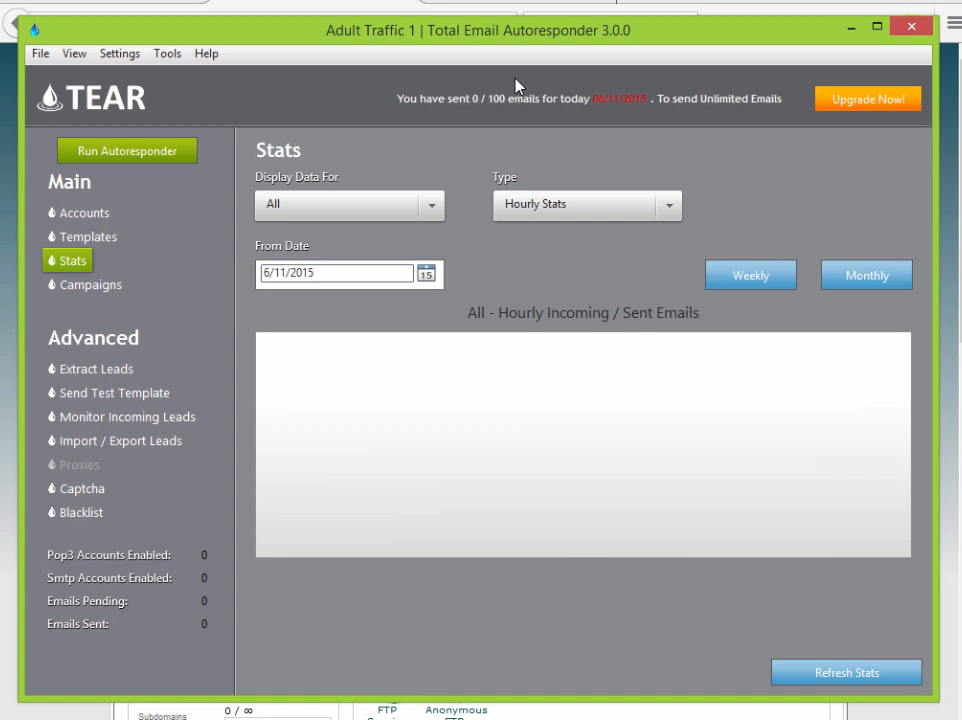 Adult Traffic 1 | Total Email Autoresponder 3.0.0
File View Settings Tools Help
TEAR
You have sent 0 / 100 emails for today 06/11/2015 . To send Unlimited Emails
Upgrade Now!
Run Autoresponder
Main
Accounts
Templates
Stats
Campaigns
Advanced
Extract Leads
Send Test Template
Monitor Incoming Leads
Import / Export Leads
Proxies
Captcha
Blacklist
Pop3 Accounts Enabled: 0
Smtp Accounts Enabled: 0
Emails Pending: 0
Emails Sent: 0
Stats
Display Data For
Type
All
Hourly Stats
From Date
6/11/2015
15
Weekly
Monthly
All - Hourly Incoming / Sent Emails
Refresh Stats
Subdomains
0 / ∞
FTP
Anonymous